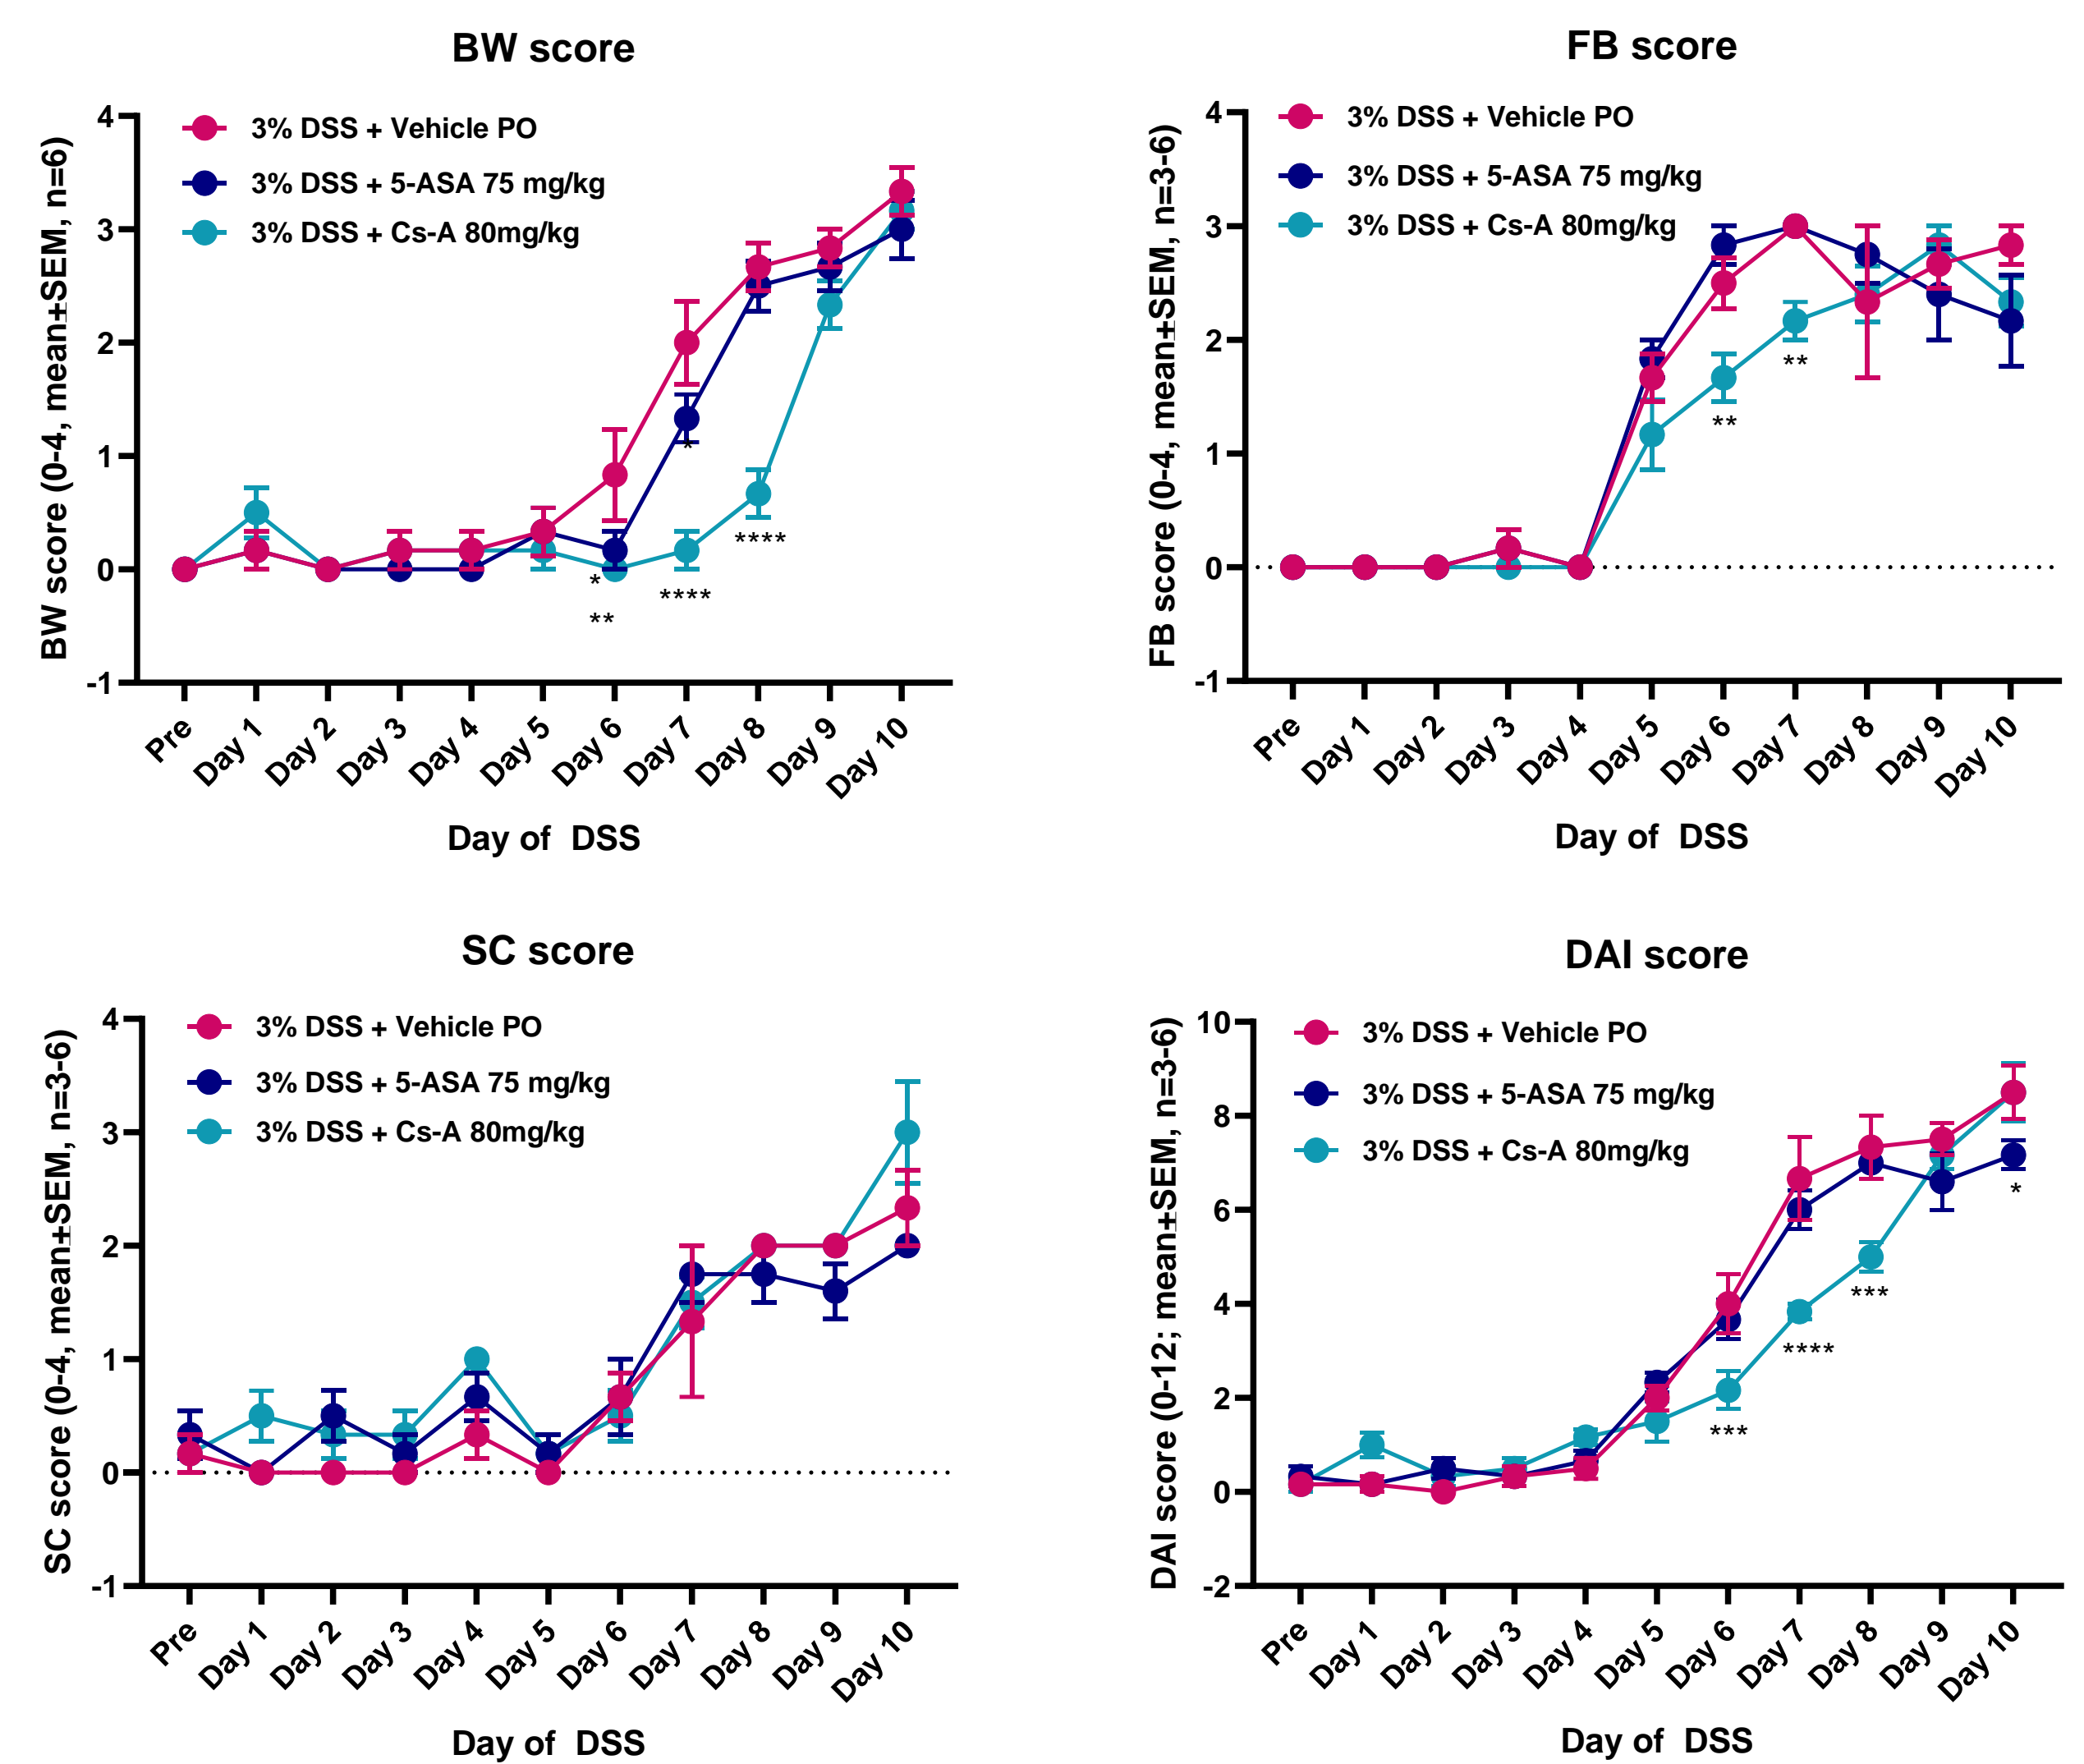 BW score
BW score (0-4, mean±SEM, n=6)
4
3
2
1
0
-1
3% DSS + Vehicle PO
3% DSS + 5-ASA 75 mg/kg
3% DSS + Cs-A 80mg/kg
*
****
*
****
**
Pre
Day 1
Day 2
Day 3
Day 4
Day 5
Day 6
Day 7
Day 8
Day 9
Day 10
Day of DSS
FB score
FB score (0-4, mean±SEM, n=3-6)
4
3
2
1
0
-1
3% DSS + Vehicle PO
3% DSS + 5-ASA 75 mg/kg
3% DSS + Cs-A 80mg/kg
**
**
Pre
Day 1
Day 2
Day 3
Day 4
Day 5
Day 6
Day 7
Day 8
Day 9
Day 10
Day of DSS
SC score
SC score (0-4, mean±SEM, n=3-6)
4
3
2
1
0
-1
3% DSS + Vehicle PO
3% DSS + 5-ASA 75 mg/kg
3% DSS + Cs-A 80mg/kg
Pre
Day 1
Day 2
Day 3
Day 4
Day 5
Day 6
Day 7
Day 8
Day 9
Day 10
Day of DSS
DAI score
DAI score (0-12; mean±SEM, n=3-6)
10
8
6
4
2
0
-2
3% DSS + Vehicle PO
3% DSS + 5-ASA 75 mg/kg
3% DSS + Cs-A 80mg/kg
*
***
****
***
Pre
Day 1
Day 2
Day 3
Day 4
Day 5
Day 6
Day 7
Day 8
Day 9
Day 10
Day of DSS